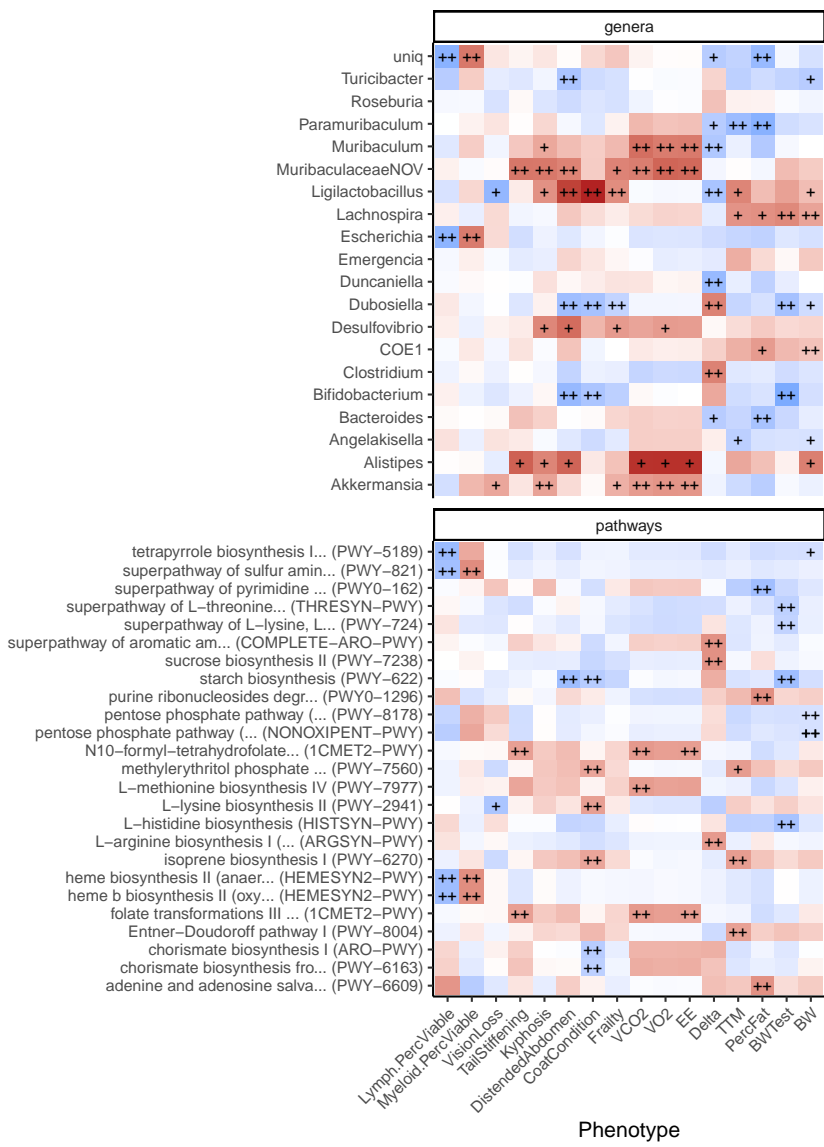 genera
uniq ++ ++ + ++
Turicibacter ++ +
Roseburia
Paramuribaculum + ++ ++
Muribaculum + ++ ++ ++ ++
MuribaculaceaeNOV ++ ++ ++ + ++ ++ ++
Ligilactobacillus + + ++ ++ ++ ++ + +
Lachnospira + + ++ ++
Escherichia ++ ++
Emergencia
Duncaniella ++
Dubosiella ++ ++ ++ ++ ++ +
Desulfovibrio + + + +
COE1 + ++
Clostridium ++
Bifidobacterium ++ ++ ++
Bacteroides + ++
Angelakisella + +
Alistipes + + + + + + +
Akkermansia + ++ + ++ ++ ++
pathways
tetrapyrrole biosynthesis I... (PWY−5189) ++ +
superpathway of sulfur amin... (PWY−821) ++ ++
superpathway of pyrimidine ... (PWY0−162) ++
superpathway of L−threonine... (THRESYN−PWY) ++
superpathway of L−lysine, L... (PWY−724) ++
superpathway of aromatic am... (COMPLETE−ARO−PWY) ++
sucrose biosynthesis II (PWY−7238) ++
starch biosynthesis (PWY−622) ++ ++ ++
purine ribonucleosides degr... (PWY0−1296) ++
pentose phosphate pathway (... (PWY−8178) ++
pentose phosphate pathway (... (NONOXIPENT−PWY) ++
N10−formyl−tetrahydrofolate... (1CMET2−PWY) ++ ++ ++
methylerythritol phosphate ... (PWY−7560) ++ +
L−methionine biosynthesis IV (PWY−7977) ++
L−lysine biosynthesis II (PWY−2941) + ++
L−histidine biosynthesis (HISTSYN−PWY) ++
L−arginine biosynthesis I (... (ARGSYN−PWY) ++
isoprene biosynthesis I (PWY−6270) ++ ++
heme biosynthesis II (anaer... (HEMESYN2−PWY) ++ ++
heme b biosynthesis II (oxy... (HEMESYN2−PWY) ++ ++
folate transformations III ... (1CMET2−PWY) ++ ++ ++
Entner−Doudoroff pathway I (PWY−8004) ++
chorismate biosynthesis I (ARO−PWY) ++
chorismate biosynthesis fro... (PWY−6163) ++
adenine and adenosine salva... (PWY−6609) ++
Lymph.PercViable
Myeloid.PercViable
VisionLoss
TailStiffening
Kyphosis
DistendedAbdomen
CoatCondition
Frailty
VCO2
VO2
EE
Delta
TTM
PercFat
BWTest
BW
Phenotype